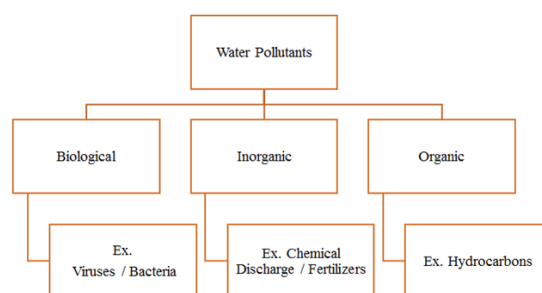 Water Pollutants
Biological
Inorganic
Organic
Ex.
Viruses / Bacteria
Ex. Chemical
Discharge / Fertilizers
Ex. Hydrocarbons